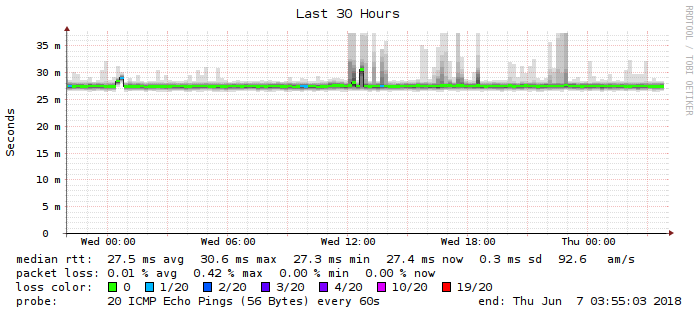 Last 30 Hours
RRDTOOL / TOBI OETIKER
Seconds
35 m
30 m
25 m
20 m
15 m
10 m
5 m
0
Wed 00:00 Wed 06:00 Wed 12:00 Wed 18:00 Thu 00:00
median rtt: 27.5 ms avg 30.6 ms max 27.3 ms min 27.4 ms now 0.3 ms sd 92.6 am/s
packet loss: 0.01 % avg 0.42 % max 0.00 % min 0.00 % now
loss color: 0 1/20 2/20 3/20 4/20 10/20 19/20
probe: 20 ICMP Echo Pings (56 Bytes) every 60s end: Thu Jun 7 03:55:03 2018